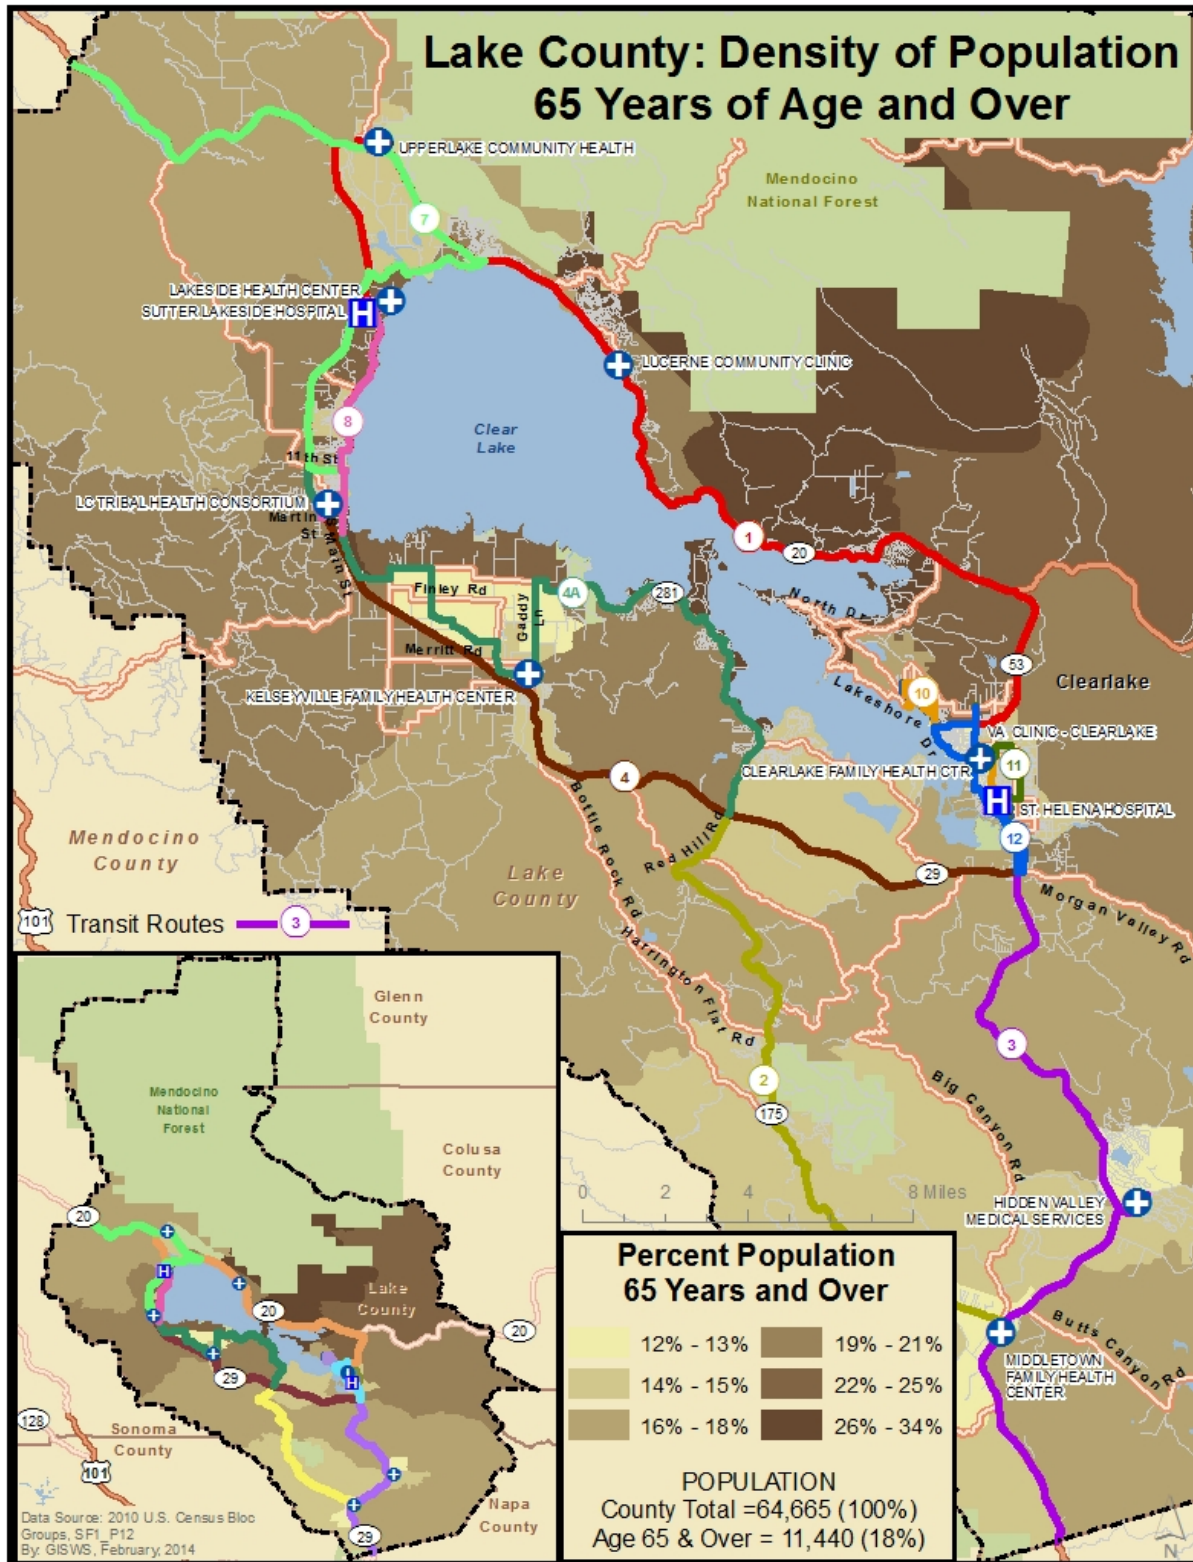 Lake County: Density of Population
65 Years of Age and Over
UPPERLAKE COMMUNITY HEALTH
Mendocino
National Forest
7
LAKESIDE HEALTH CENTER
SUTTER LAKESIDE HOSPITAL
H
LUCERNE COMMUNITY CLINIC
8
Clear
Lake
11th St
LC TRIBAL HEALTH CONSORTIUM
Martin
St
S Main St
1
20
Finley Rd
4A
281
North Dr
Gaddy
Ln
Merritt Rd
53
KELSEYVILLE FAMILY HEALTH CENTER
Clearlake
10
Lakeshore Dr
VA CLINIC - CLEARLAKE
CLEARLAKE FAMILY HEALTH CTR
11
4
H
ST. HELENA HOSPITAL
Bottle Rock Rd
Red Hill Rd
12
Mendocino
County
Lake
County
29
Morgan Valley Rd
101
Transit Routes
3
Harrington Flat Rd
3
2
175
Big Canyon Rd
0 2 4 8 Miles
HIDDEN VALLEY
MEDICAL SERVICES
Butts Canyon Rd
MIDDLETOWN
FAMILY HEALTH
CENTER
Glenn
County
Mendocino
National
Forest
Colusa
County
20
H
Lake
County
20
20
29
H
128
Sonoma
County
101
Napa
County
29
Data Source: 2010 U.S. Census Bloc
Groups, SF1_P12
By: GISWS, February, 2014
Percent Population
65 Years and Over
12% - 13%
19% - 21%
14% - 15%
22% - 25%
16% - 18%
26% - 34%
POPULATION
County Total =64,665 (100%)
Age 65 & Over = 11,440 (18%)
N